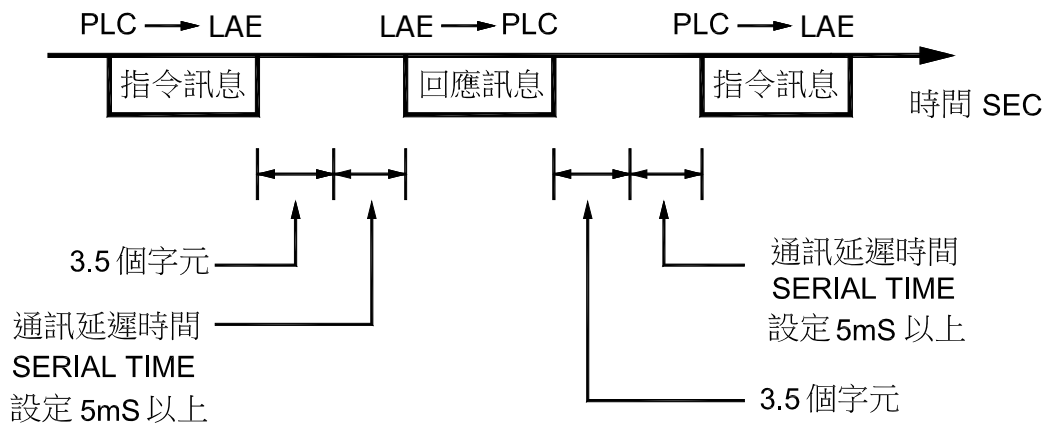 PLC → LAE
LAE → PLC
PLC → LAE
指令訊息
回應訊息
指令訊息
時間 SEC
3.5 個字元
通訊延遲時間
SERIAL TIME
設定 5mS 以上
通訊延遲時間
SERIAL TIME
設定 5mS 以上
3.5 個字元